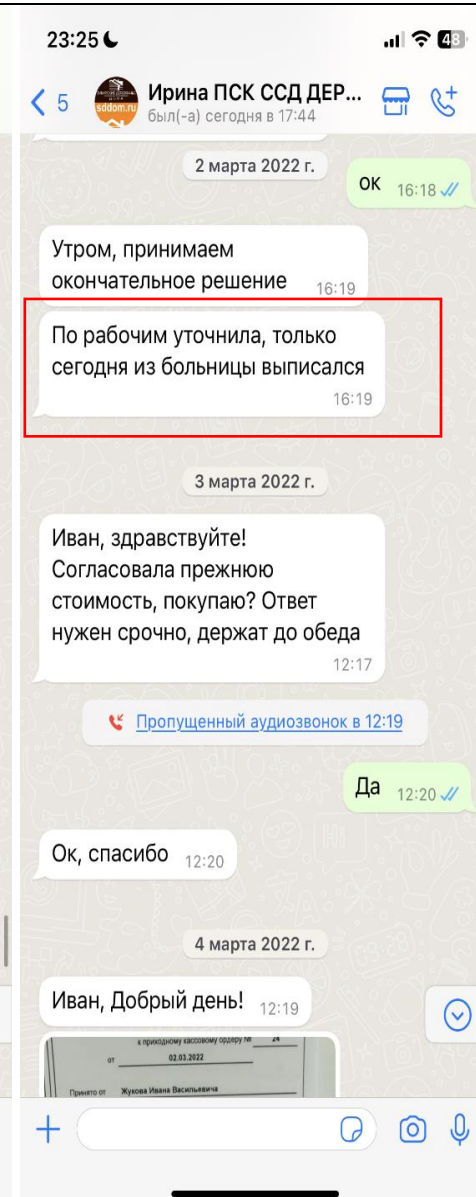 23:25
48
5
sddom.ru
Ирина ПСК ССД ДЕР...
был(-а) сегодня в 17:44
2 марта 2022 г.
ок 16:18
Утром, принимаем
окончательное решение 16:19
По рабочим уточнила, только
сегодня из больницы выписался
16:19
3 марта 2022 г.
Иван, здравствуйте!
Согласовала прежнюю
стоимость, покупаю? Ответ
нужен срочно, держат до обеда
12:17
Пропущенный аудиозвонок в 12:19
Да 12:20
Ок, спасибо 12:20
4 марта 2022 г.
Иван, Добрый день! 12:19
к приходному кассовому ордеру № 24
от 02.03.2022
Принято от Жукова Ивана Васильевича